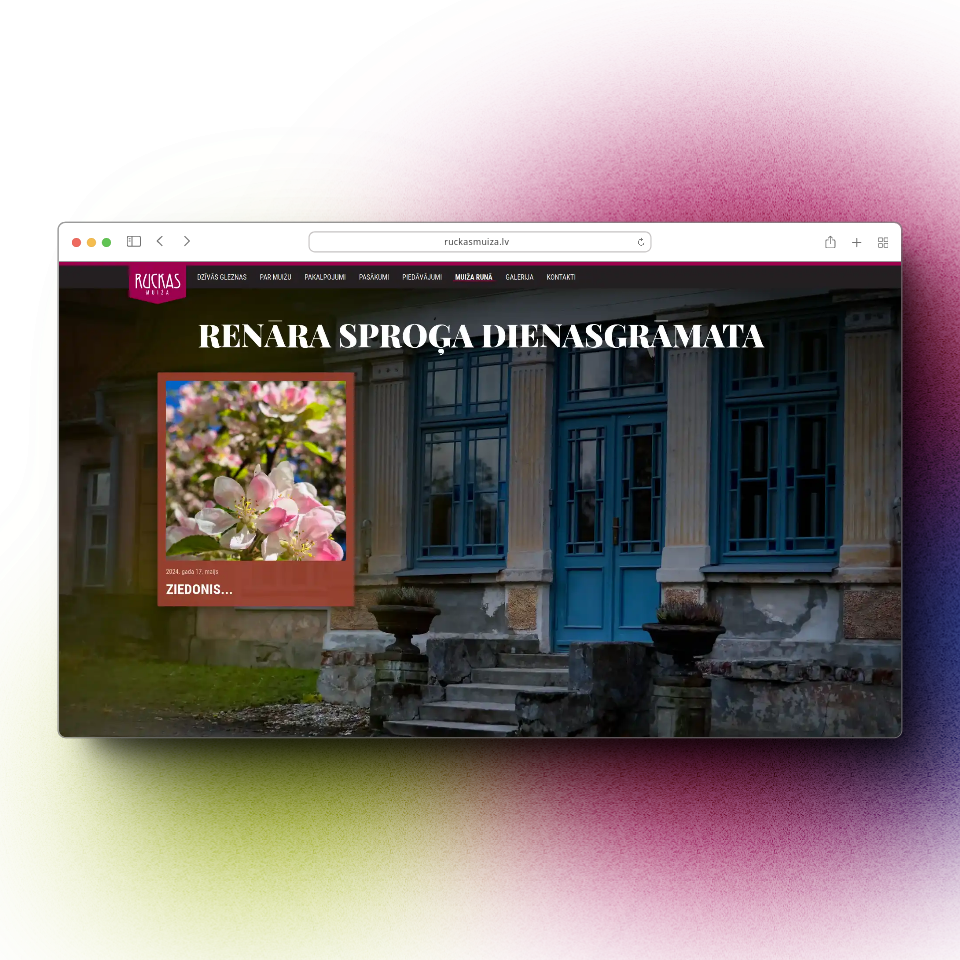 ruckasmuiza.lv
RUCKAS
MUIŽA
DZĪVĀS GLEZNAS PAR MUIŽU PAKALPOJUMI PASĀKUMI PIEDĀVĀJUMI MUIŽA RUNĀ GALERIJA KONTAKTI
RENĀRA SPROĢA DIENASGRĀMATA
2024. gada 17. maijs
ZIEDONIS...